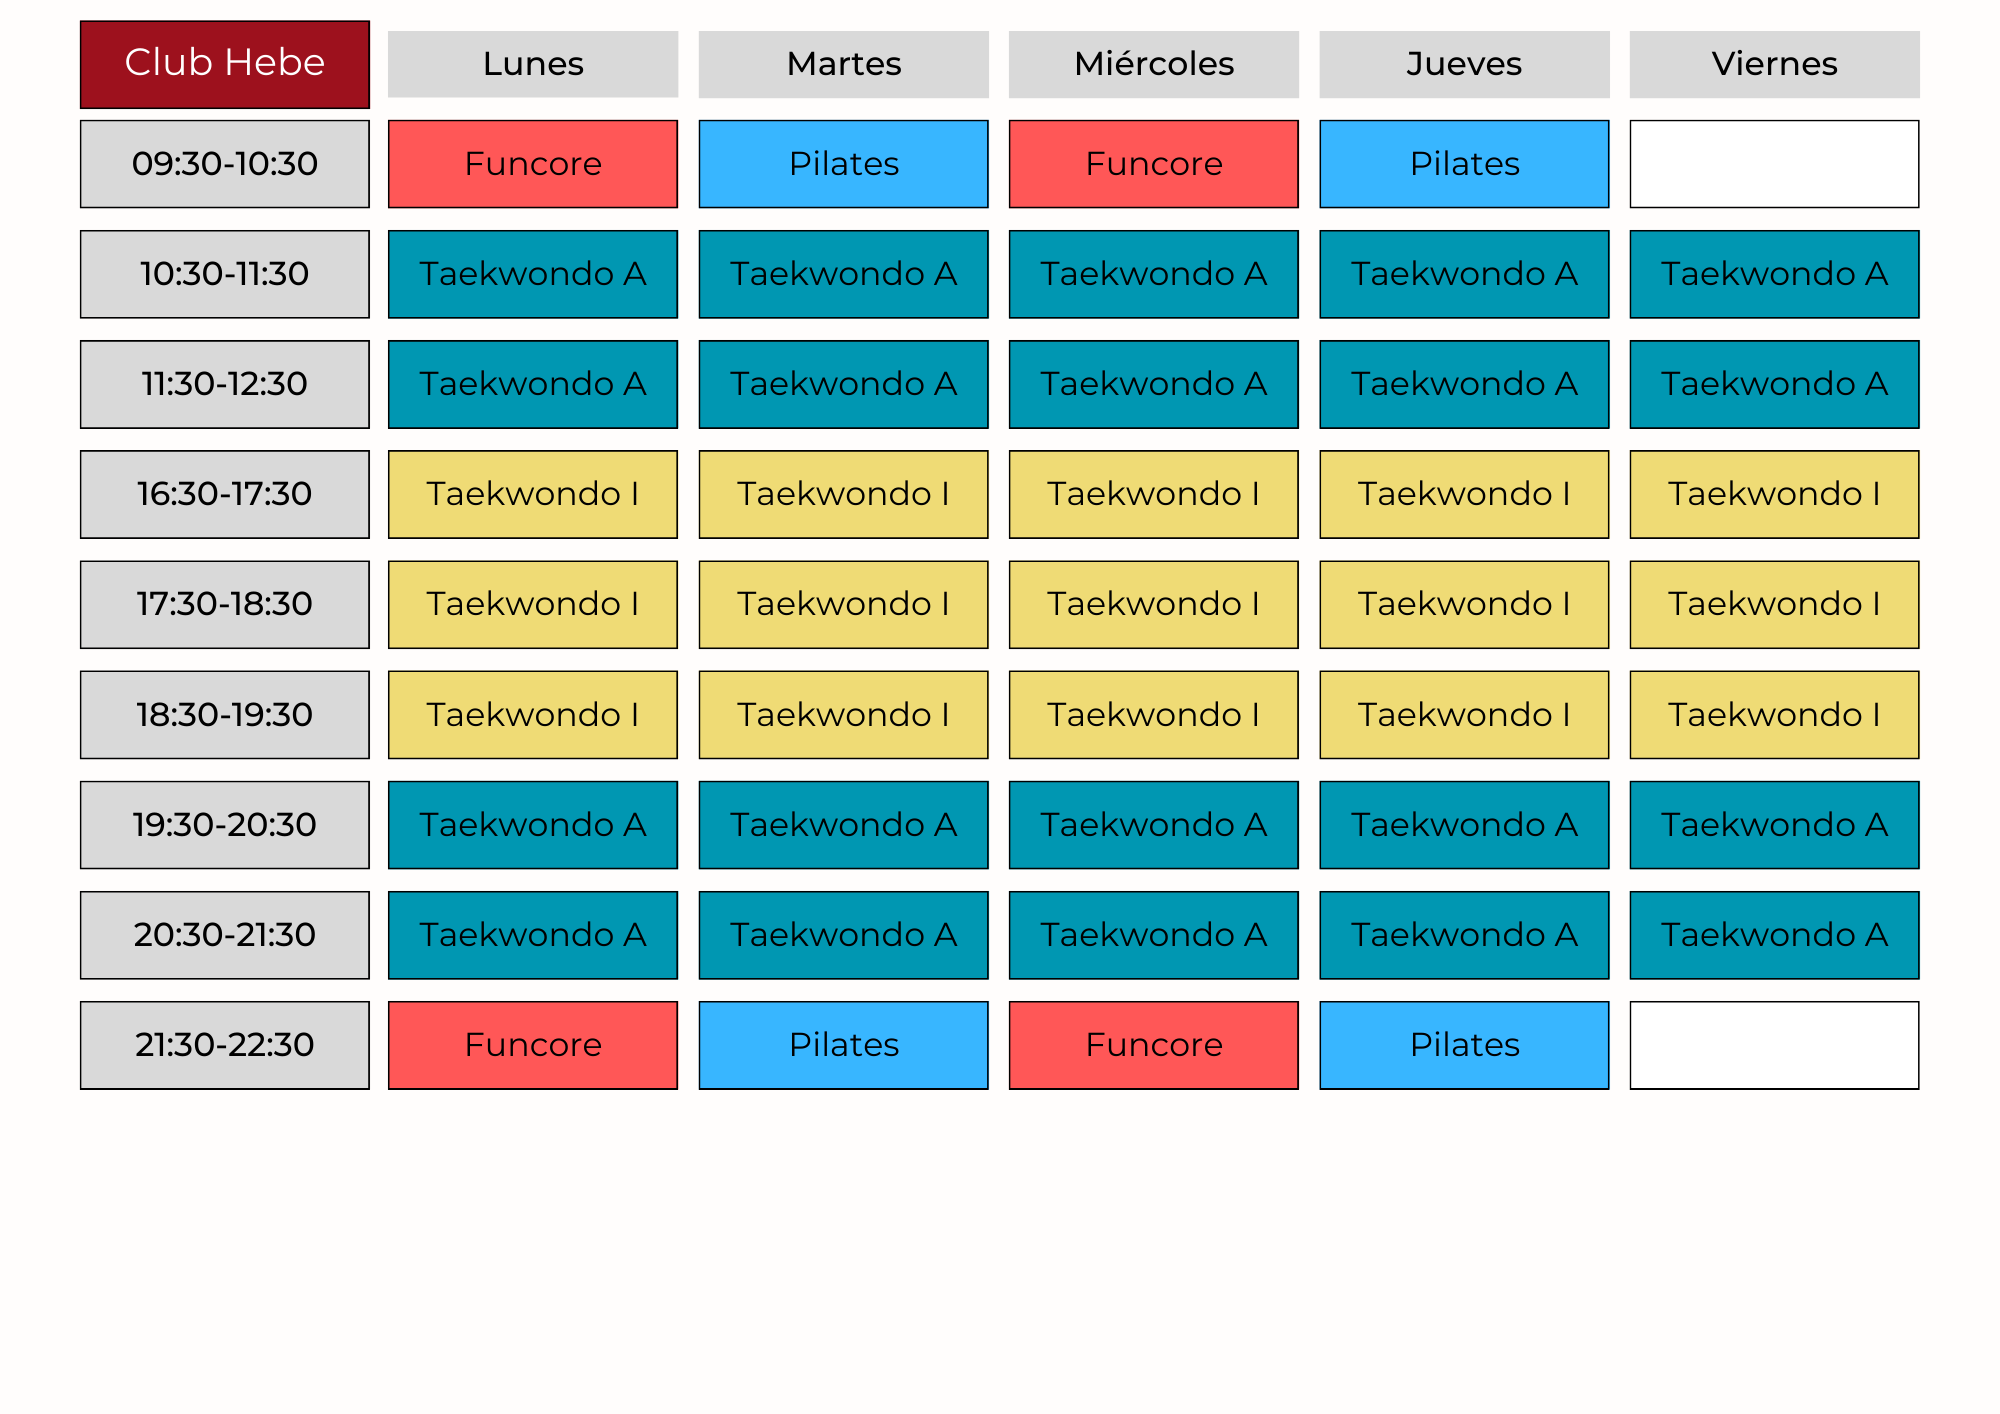 Club Hebe Lunes Martes Miércoles Jueves Viernes
09:30-10:30 Funcore Pilates Funcore Pilates
10:30-11:30 Taekwondo A Taekwondo A Taekwondo A Taekwondo A Taekwondo A
11:30-12:30 Taekwondo A Taekwondo A Taekwondo A Taekwondo A Taekwondo A
16:30-17:30 Taekwondo I Taekwondo I Taekwondo I Taekwondo I Taekwondo I
17:30-18:30 Taekwondo I Taekwondo I Taekwondo I Taekwondo I Taekwondo I
18:30-19:30 Taekwondo I Taekwondo I Taekwondo I Taekwondo I Taekwondo I
19:30-20:30 Taekwondo A Taekwondo A Taekwondo A Taekwondo A Taekwondo A
20:30-21:30 Taekwondo A Taekwondo A Taekwondo A Taekwondo A Taekwondo A
21:30-22:30 Funcore Pilates Funcore Pilates